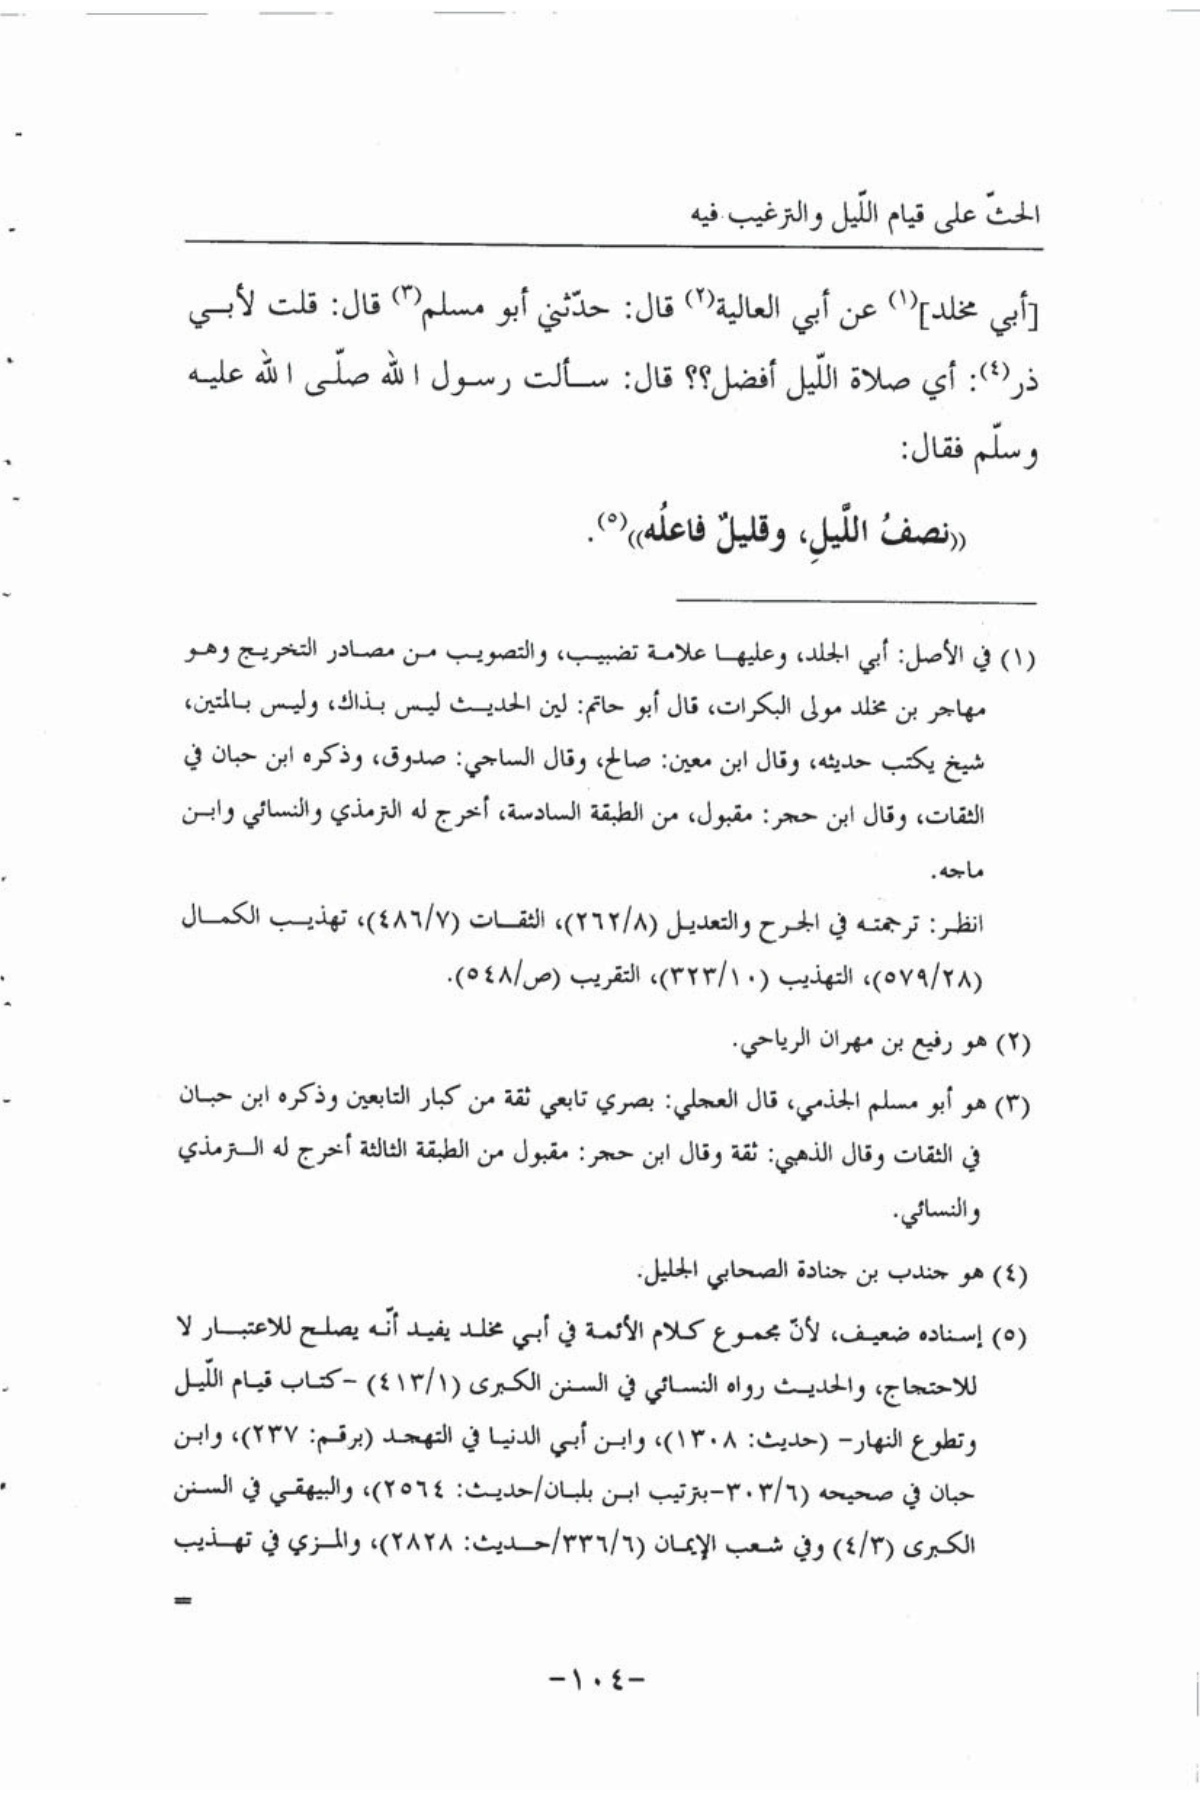 الحثّ على قيام اللّيل والترغيب فيه
[أبي مخلد](١) عن أبي العالية(٢) قال: حدّثني أبو مسلم(٣) قال: قلت لأبي
ذر(٤): أي صلاة اللّيل أفضل؟؟ قال: سألت رسول الله صلّى الله عليه
وسلّم فقال:
((نصفُ اللَّيلِ، وقليلٌ فاعلُه))(٥).
(١) في الأصل: أبي الجلد، وعليها علامة تضبيب، والتصويب من مصادر التخريج وهو
مهاجر بن مخلد مولى البكرات، قال أبو حاتم: لين الحديث ليس بذاك، وليس بالمتين،
شيخ يكتب حديثه، وقال ابن معين: صالح، وقال الساجي: صدوق، وذكره ابن حبان في
الثقات، وقال ابن حجر: مقبول، من الطبقة السادسة، أخرج له الترمذي والنسائي وابن
ماجه.
انظر: ترجمته في الجرح والتعديل (٢٦٢/٨)، الثقات (٤٨٦/٧)، تهذيب الكمال
(٥٧٩/٢٨)، التهذيب (٣٢٣/١٠)، التقريب (ص/٥٤٨).
(٢) هو رفيع بن مهران الرياحي.
(٣) هو أبو مسلم الجذمي، قال العجلي: بصري تابعي ثقة من كبار التابعين وذكره ابن حبان
في الثقات وقال الذهبي: ثقة وقال ابن حجر: مقبول من الطبقة الثالثة أخرج له الترمذي
والنسائي.
(٤) هو جندب بن جنادة الصحابي الجليل.
(٥) إسناده ضعيف، لأنّ مجموع كلام الأئمة في أبي مخلد يفيد أنّه يصلح للاعتبار لا
للاحتجاج، والحديث رواه النسائي في السنن الكبرى (٤١٣/١) -كتاب قيام اللّيل
وتطوع النهار- (حديث: ١٣٠٨)، وابن أبي الدنيا في التهجد (برقم: ٢٣٧)، وابن
حبان في صحيحه (٣٠٣/٦-بترتيب ابن بلبان/حديث: ٢٥٦٤)، والبيهقي في السنن
الكبرى (٤/٣) وفي شعب الإيمان (٣٣٦/٦/حديث: ٢٨٢٨)، والمزي في تهذيب
=
-١٠٤-